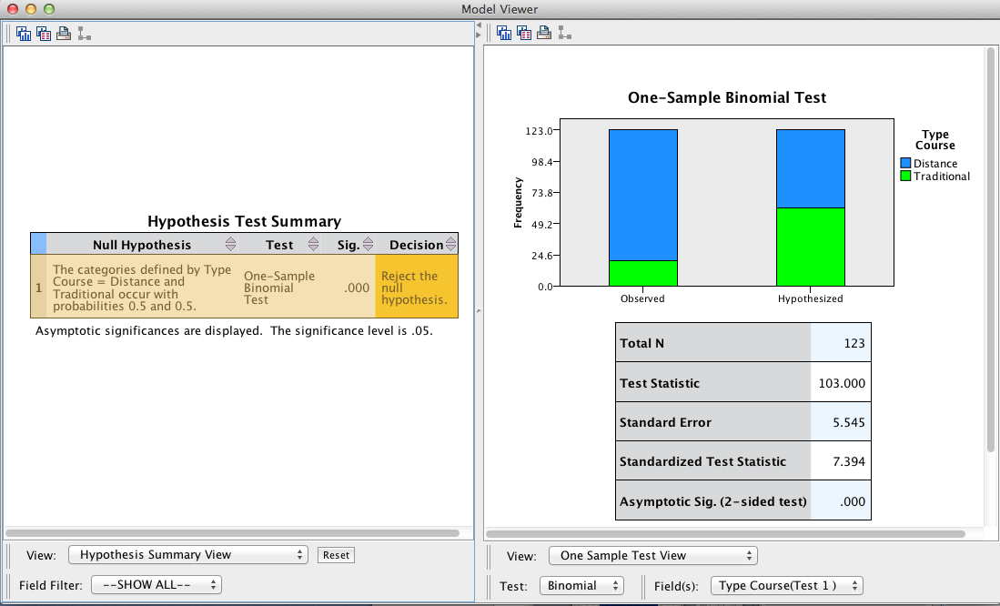 Model Viewer
Hypothesis Test Summary
Null Hypothesis Test Sig. Decision
1
The categories defined by Type
Course = Distance and
Traditional occur with
probabilities 0.5 and 0.5.
One-Sample
Binomial
Test
.000
Reject the
null
hypothesis.
Asymptotic significances are displayed. The significance level is .05.
View: Hypothesis Summary View Reset
Field Filter: --SHOW ALL--
One-Sample Binomial Test
Frequency
123.0
98.4
73.8
49.2
24.6
0.0
Observed Hypothesized
Type
Course
Distance
Traditional
Total N 123
Test Statistic 103.000
Standard Error 5.545
Standardized Test Statistic 7.394
Asymptotic Sig. (2-sided test) .000
View: One Sample Test View
Test: Binomial Field(s): Type Course(Test 1 )